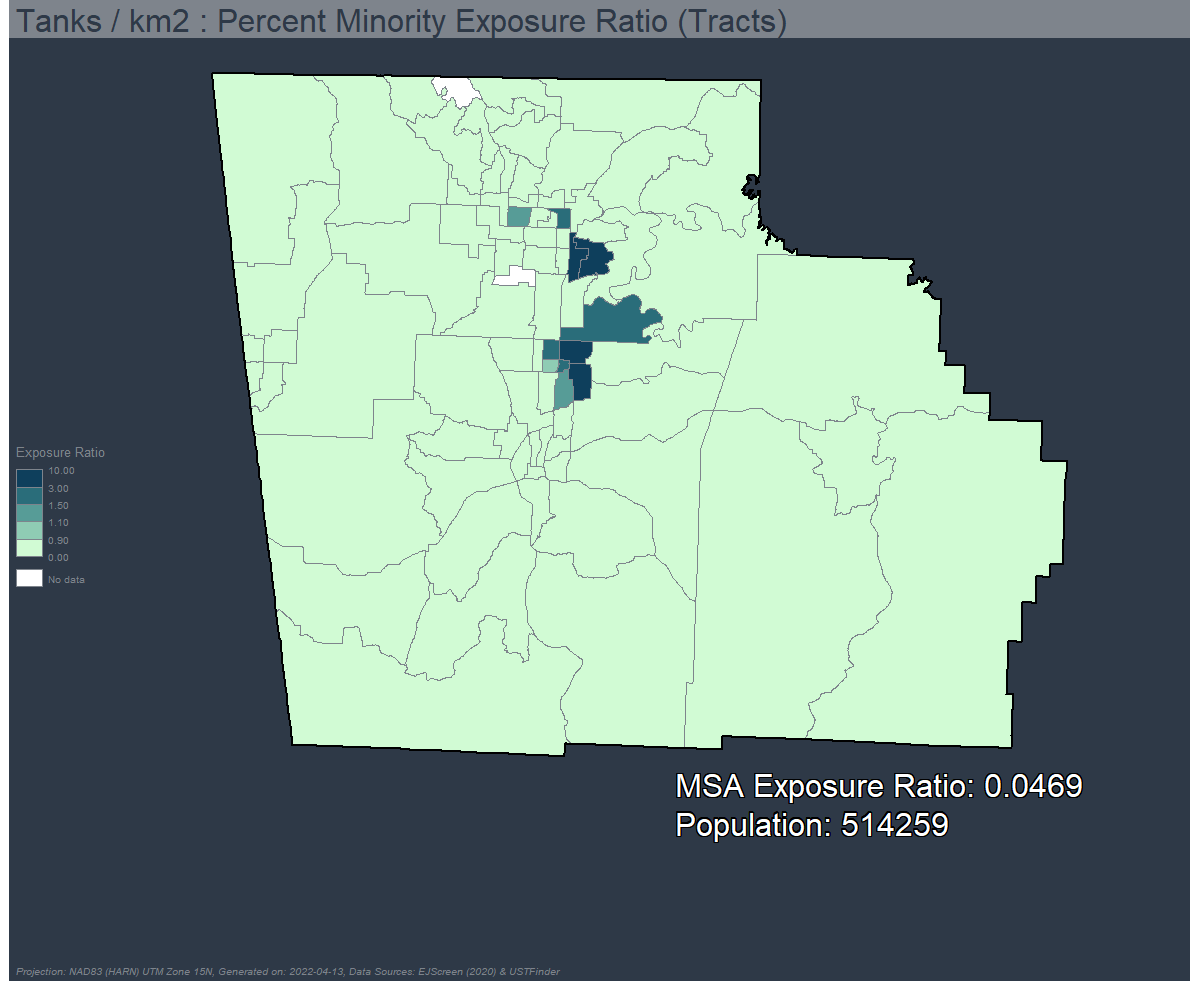 Tanks / km2 : Percent Minority Exposure Ratio (Tracts)
Exposure Ratio
10.00
3.00
1.50
1.10
0.90
0.00
No data
MSA Exposure Ratio: 0.0469
Population: 514259
Projection: NAD83 (HARN) UTM Zone 15N, Generated on: 2022-04-13, Data Sources: EJScreen (2020) & USTFinder